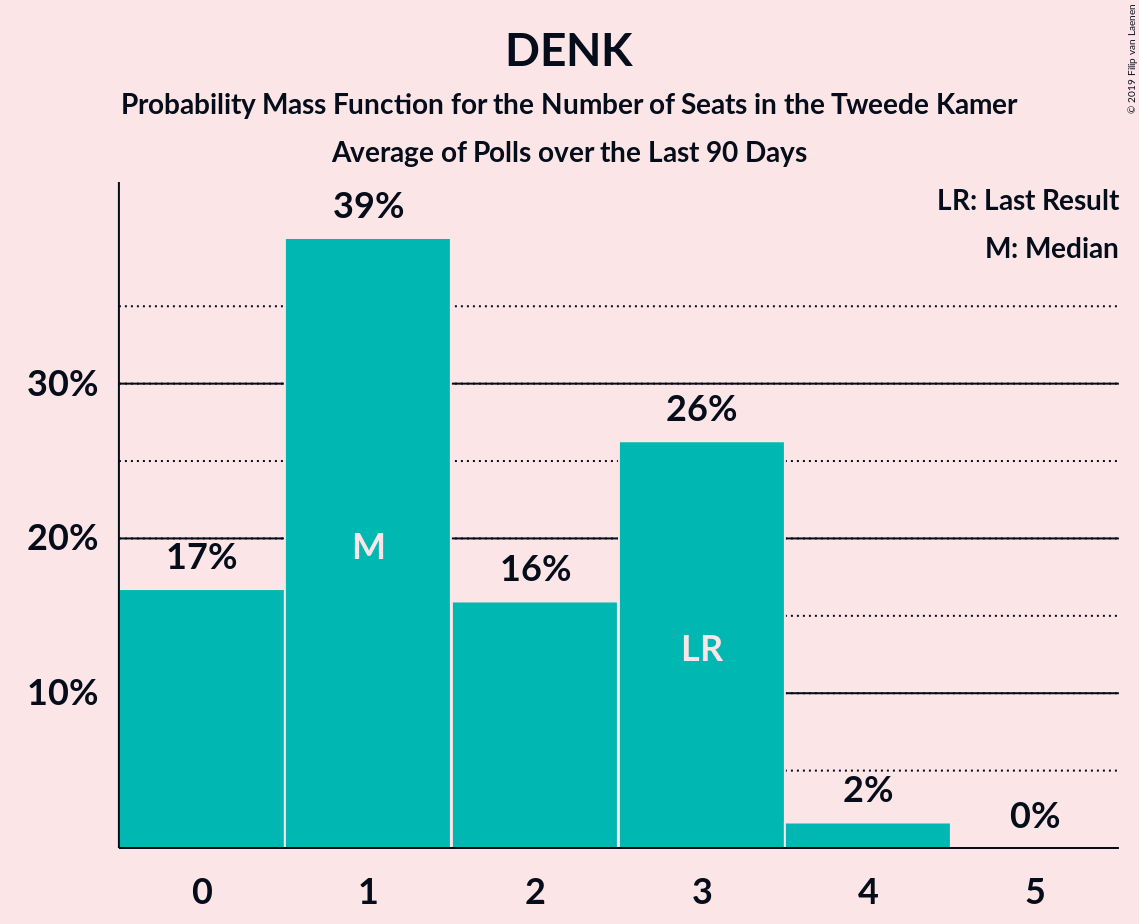 DENK
Probability Mass Function for the Number of Seats in the Tweede Kamer
Average of Polls over the Last 90 Days
© 2019 Filip van Laenen
LR: Last Result
M: Median
39%
30%
26%
20%
17%
M
16%
LR
10%
2%
0%
0 1 2 3 4 5